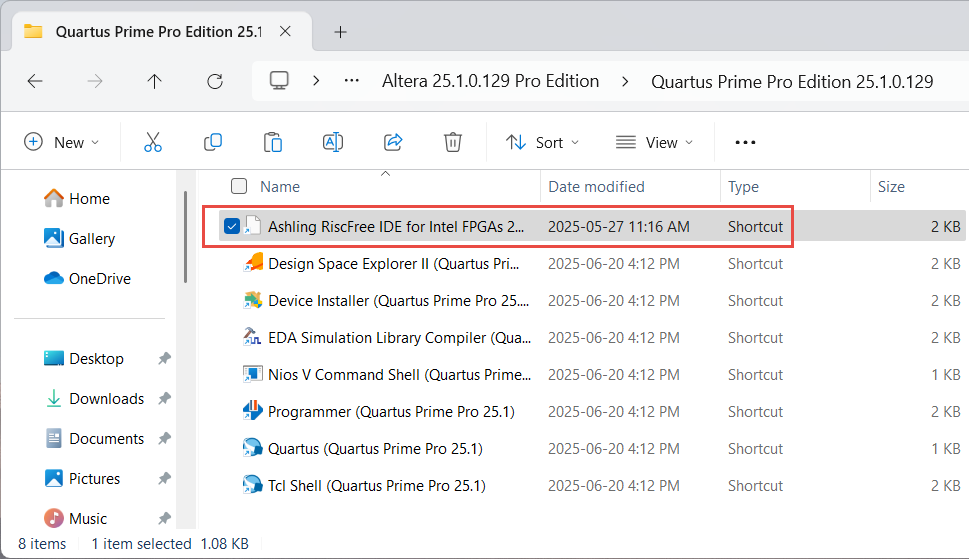 Quartus Prime Pro Edition 25.1
Altera 25.1.0.129 Pro Edition > Quartus Prime Pro Edition 25.1.0.129
New Sort View
Name Date modified Type Size
Home
Gallery
OneDrive
Desktop
Downloads
Documents
Pictures
Music
Ashling RiscFree IDE for Intel FPGAs 2... 2025-05-27 11:16 AM Shortcut 2 KB
Design Space Explorer II (Quartus Pri... 2025-06-20 4:12 PM Shortcut 2 KB
Device Installer (Quartus Prime Pro 25.... 2025-06-20 4:12 PM Shortcut 2 KB
EDA Simulation Library Compiler (Qua... 2025-06-20 4:12 PM Shortcut 2 KB
Nios V Command Shell (Quartus Prime... 2025-06-20 4:12 PM Shortcut 1 KB
Programmer (Quartus Prime Pro 25.1) 2025-06-20 4:12 PM Shortcut 2 KB
Quartus (Quartus Prime Pro 25.1) 2025-06-20 4:12 PM Shortcut 1 KB
Tcl Shell (Quartus Prime Pro 25.1) 2025-06-20 4:12 PM Shortcut 2 KB
8 items 1 item selected 1.08 KB